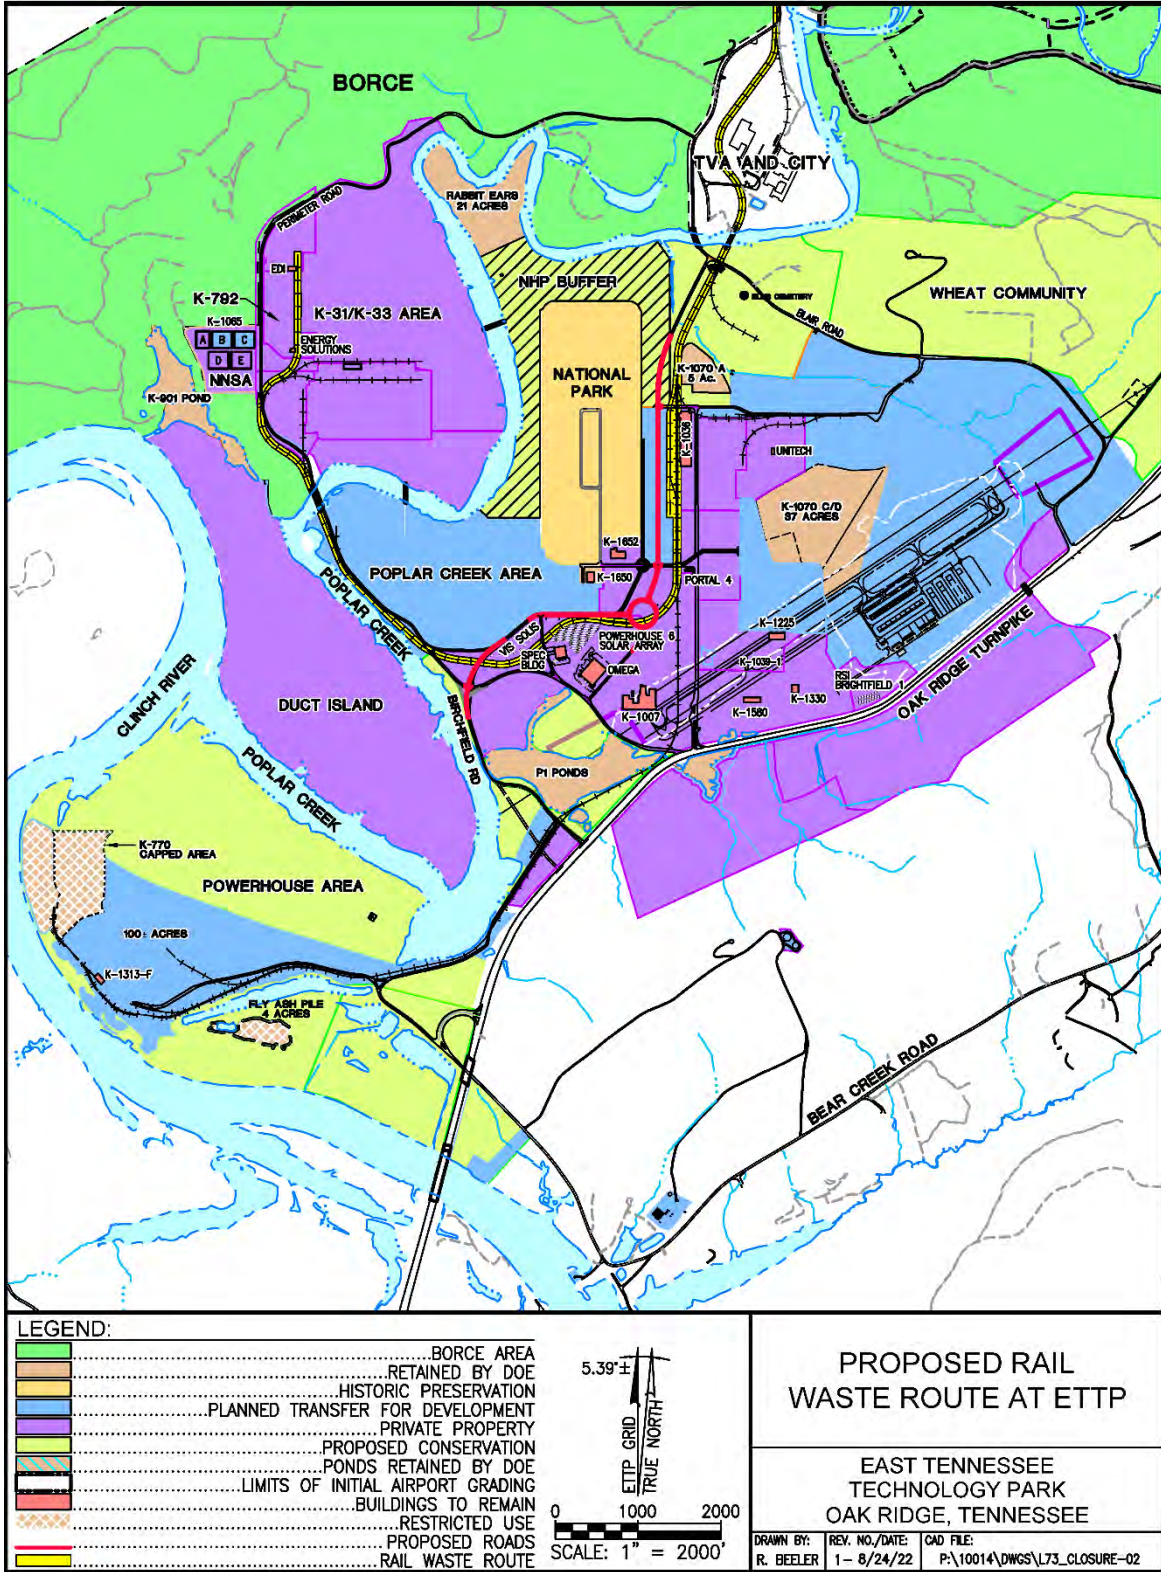 BORCE
TVA AND CITY
RABBIT EARS
21 ACRES
PERIMETER ROAD
EDI
NHP BUFFER
K-792
K-31/K-33 AREA
WHEAT COMMUNITY
CEMETERY
BLAIR ROAD
K-1065
A B C
D E
NNSA
ENERGY
SOLUTIONS
K-901 POND
NATIONAL
PARK
K-1070 A
5 Ac.
K-1036
UNITECH
K-1070 C/D
37 ACRES
K-1652
K-1650
POPLAR CREEK AREA
PORTAL 4
POPLAR CREEK
VIS SOLIS
SPEC
BLDG
POWERHOUSE 6
SOLAR ARRAY
OMEGA
K-1225
K-1039-1
RSI
BRIGHTFIELD 1
K-1330
K-1580
K-1007
OAK RIDGE TURNPIKE
CLINCH RIVER
DUCT ISLAND
BIRCHFIELD RD
P1 PONDS
POPLAR CREEK
K-770
CAPPED AREA
POWERHOUSE AREA
100± ACRES
K-1313-F
FLY ASH PILE
4 ACRES
BEAR CREEK ROAD
LEGEND:
BORCE AREA
RETAINED BY DOE
HISTORIC PRESERVATION
PLANNED TRANSFER FOR DEVELOPMENT
PRIVATE PROPERTY
PROPOSED CONSERVATION
PONDS RETAINED BY DOE
LIMITS OF INITIAL AIRPORT GRADING
BUILDINGS TO REMAIN
RESTRICTED USE
PROPOSED ROADS
RAIL WASTE ROUTE
5.39°±
ETTP GRID
TRUE NORTH
0 1000 2000
SCALE: 1" = 2000'
PROPOSED RAIL
WASTE ROUTE AT ETTP
EAST TENNESSEE
TECHNOLOGY PARK
OAK RIDGE, TENNESSEE
DRAWN BY: REV. NO./DATE: CAD FILE:
R. BEELER 1- 8/24/22 P:\10014\DWGS\L73_CLOSURE-02